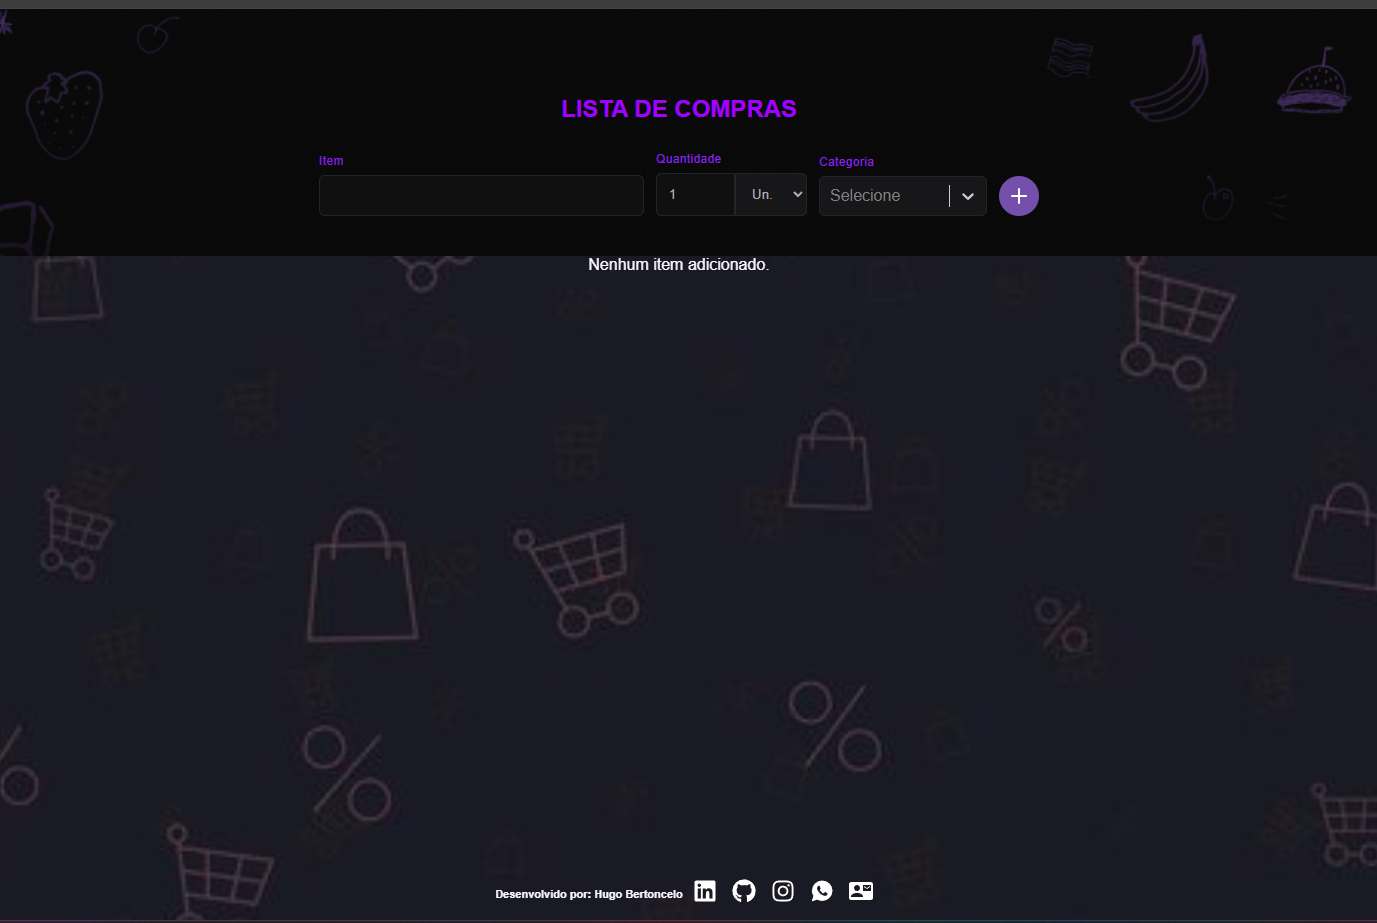 LISTA DE COMPRAS
Item
Quantidade
Categoria
1
Un.
Selecione
Nenhum item adicionado.
Desenvolvido por: Hugo Bertoncelo